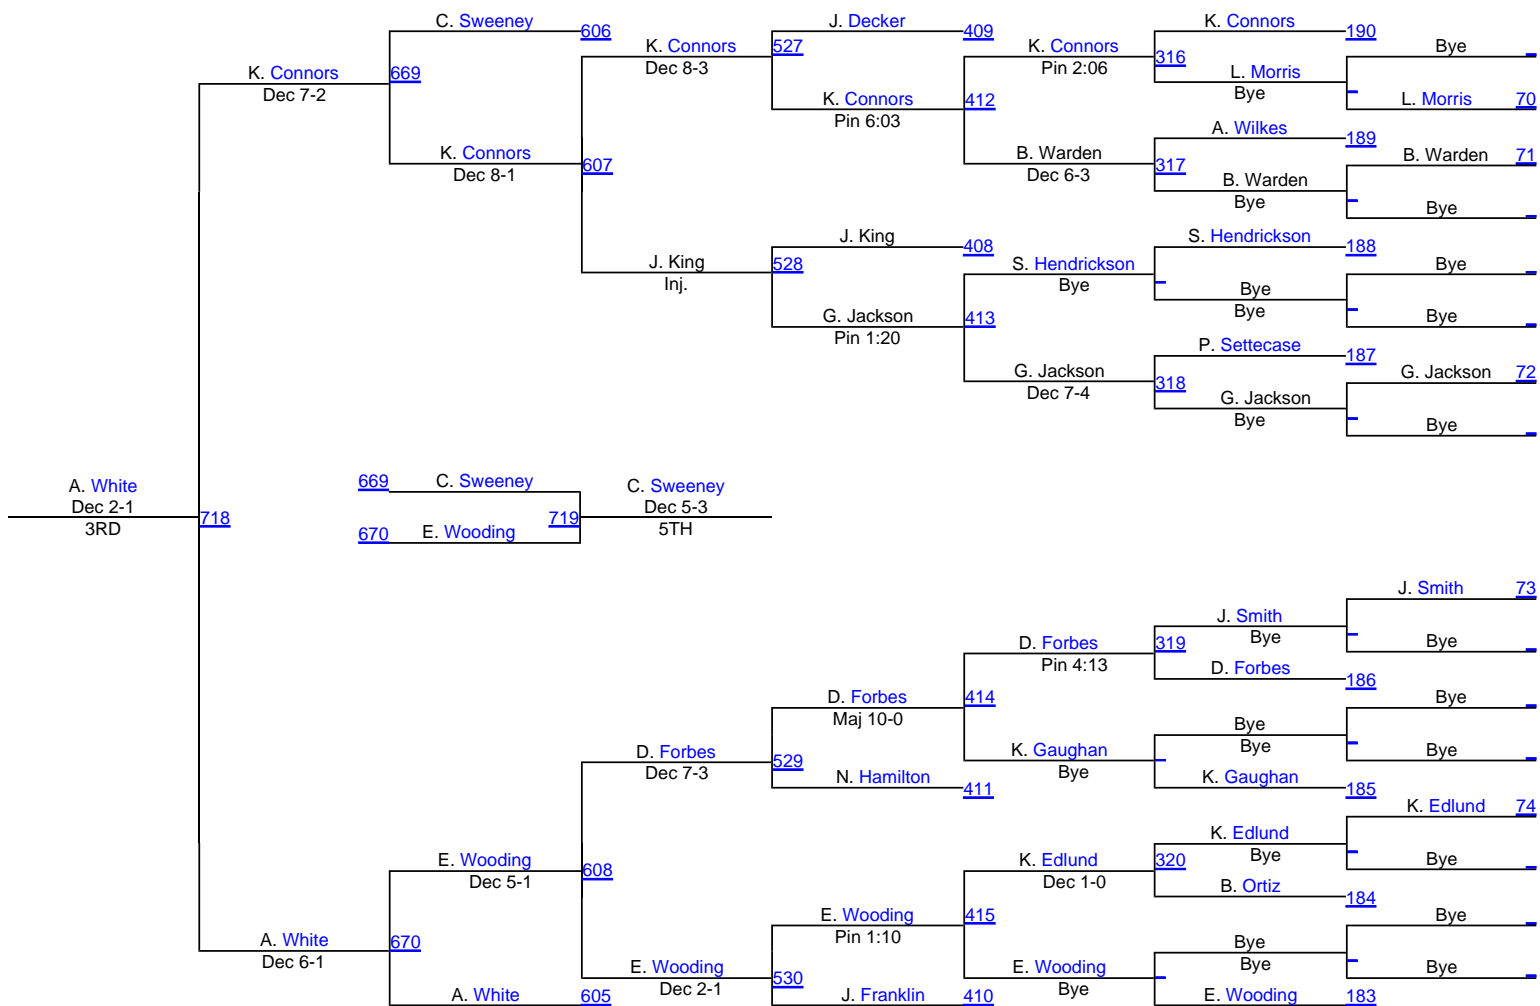 C. Sweeney 606
J. Decker 409
K. Connors 190
K. Connors 527
K. Connors
Bye
Dec 8-3
Pin 2:06
316
K. Connors 669
L. Morris
Dec 7-2
Bye
K. Connors 412
L. Morris 70
Pin 6:03
A. Wilkes 189
K. Connors 607
B. Warden 317
B. Warden 71
Dec 8-1
Dec 6-3
B. Warden
Bye
Bye
J. King 408
S. Hendrickson 188
J. King 528
S. Hendrickson
Bye
Inj.
Bye
Bye
Bye
G. Jackson 413
Bye
Pin 1:20
P. Settecase 187
G. Jackson 318
G. Jackson 72
Dec 7-4
G. Jackson
Bye
Bye
A. White
669 C. Sweeney
C. Sweeney
Dec 2-1
718
719
Dec 5-3
3RD
670 E. Wooding
5TH
J. Smith 73
J. Smith
D. Forbes 319
Bye
Bye
Pin 4:13
D. Forbes 186
D. Forbes 414
Bye
Maj 10-0
Bye
D. Forbes 529
K. Gaughan
Bye
Bye
Dec 7-3
Bye
N. Hamilton 411
K. Gaughan 185
K. Edlund 74
K. Edlund
E. Wooding 608
K. Edlund 320
Bye
Bye
Dec 5-1
Dec 1-0
B. Ortiz 184
E. Wooding 415
Bye
A. White 670
Pin 1:10
Bye
Dec 6-1
Bye
E. Wooding 530
E. Wooding
Bye
Dec 2-1
Bye
A. White 605
J. Franklin 410
E. Wooding 183